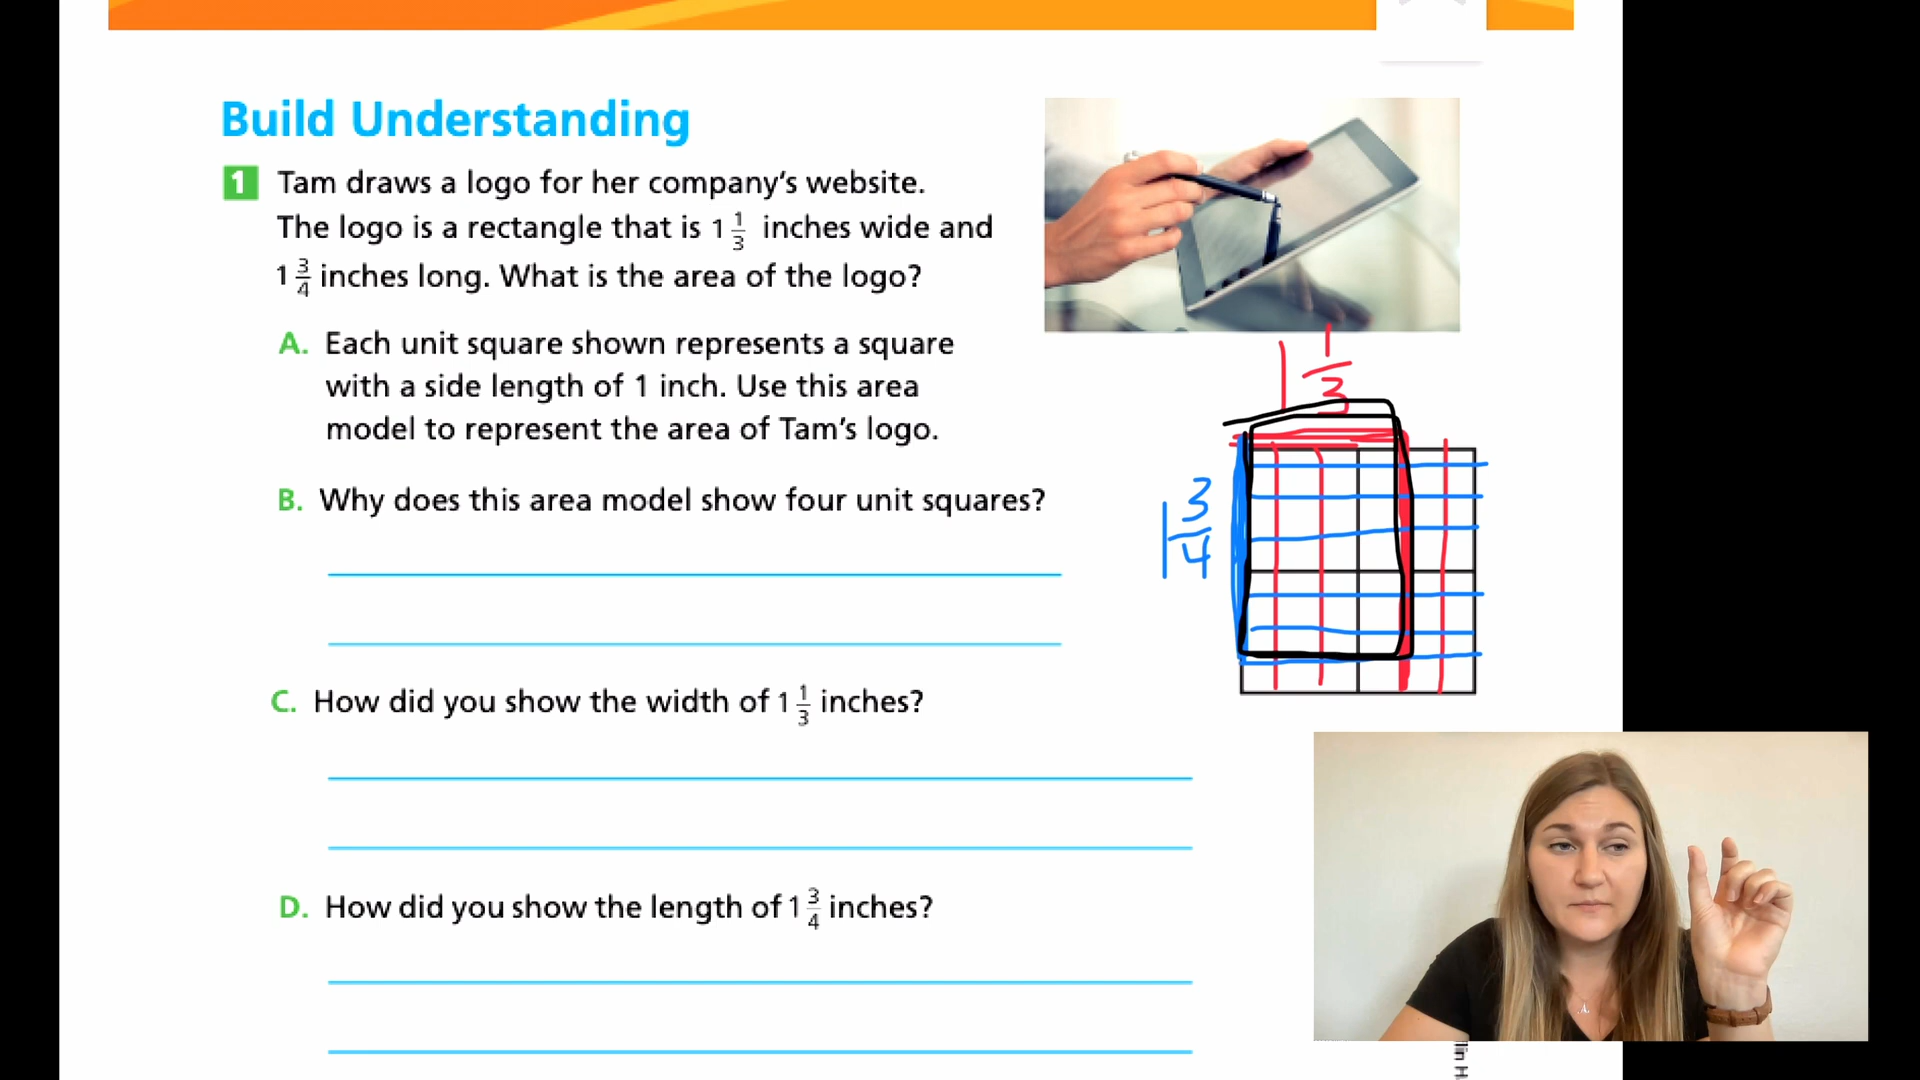 Build Understanding
1 Tam draws a logo for her company's website.
The logo is a rectangle that is 1 1/3 inches wide and
1 3/4 inches long. What is the area of the logo?
A. Each unit square shown represents a square
with a side length of 1 inch. Use this area
model to represent the area of Tam's logo.
1 1/3
1 3/4
B. Why does this area model show four unit squares?
C. How did you show the width of 1 1/3 inches?
D. How did you show the length of 1 3/4 inches?